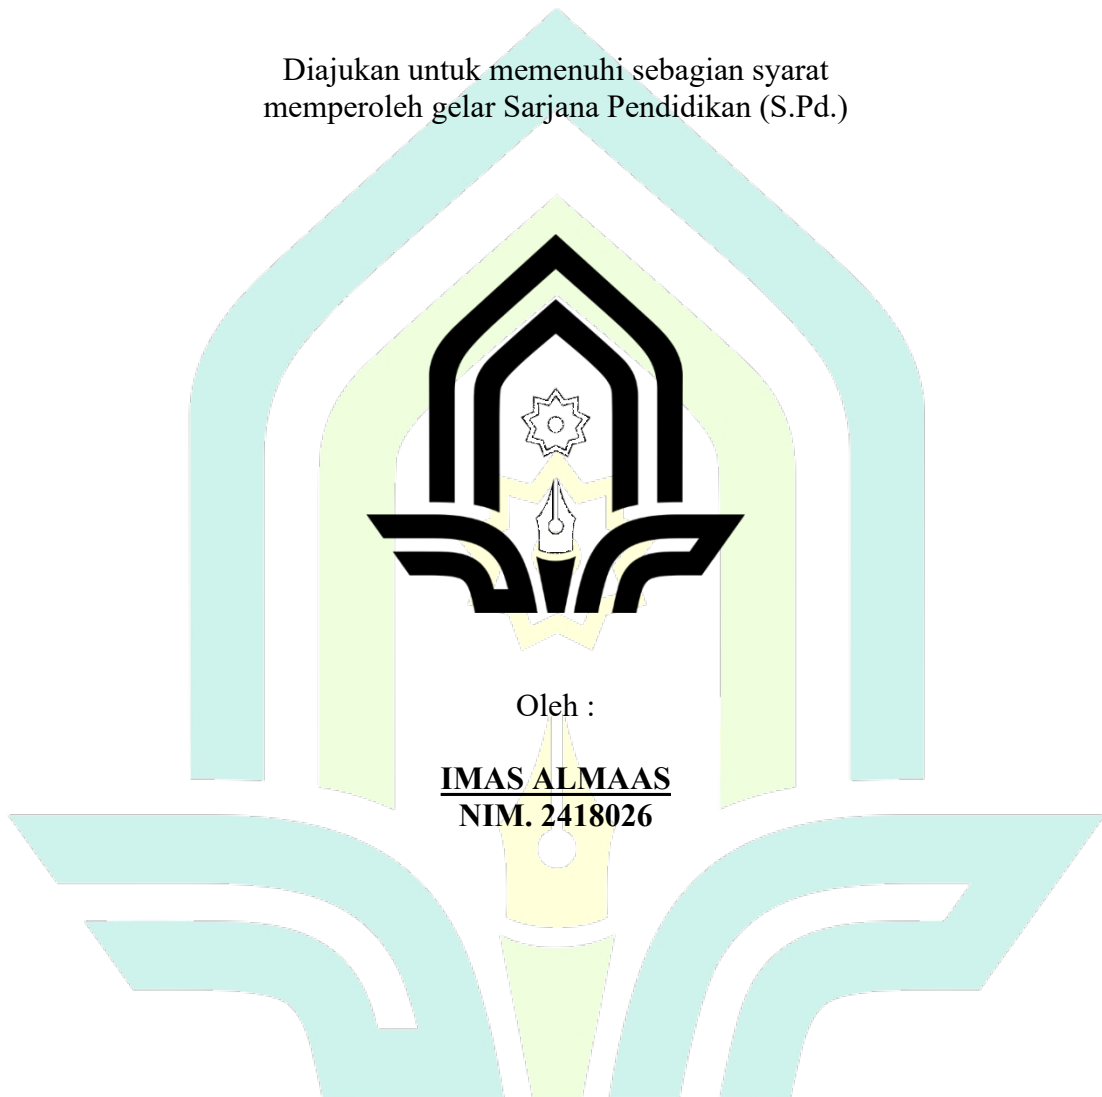 Diajukan untuk memenuhi sebagian syarat
memperoleh gelar Sarjana Pendidikan (S.Pd.)
Oleh :
IMAS ALMAAS
NIM. 2418026